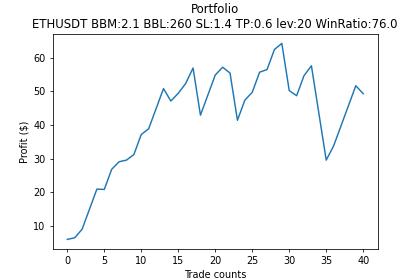 Portfolio
ETHUSDT BBM:2.1 BBL:260 SL:1.4 TP:0.6 lev:20 WinRatio:76.0
60
50
40
30
20
10
Profit ($)
0 5 10 15 20 25 30 35 40
Trade counts